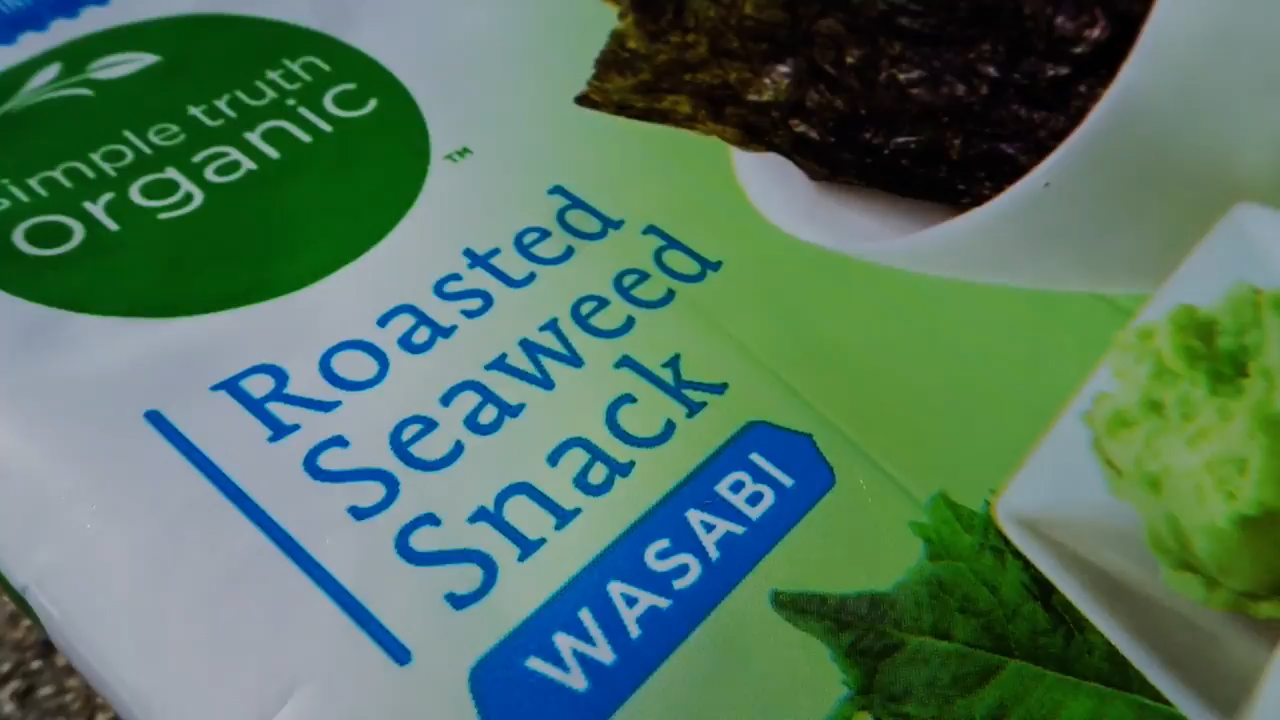 simple truth
organic
TM
Roasted
Seaweed
Snack
WASABI